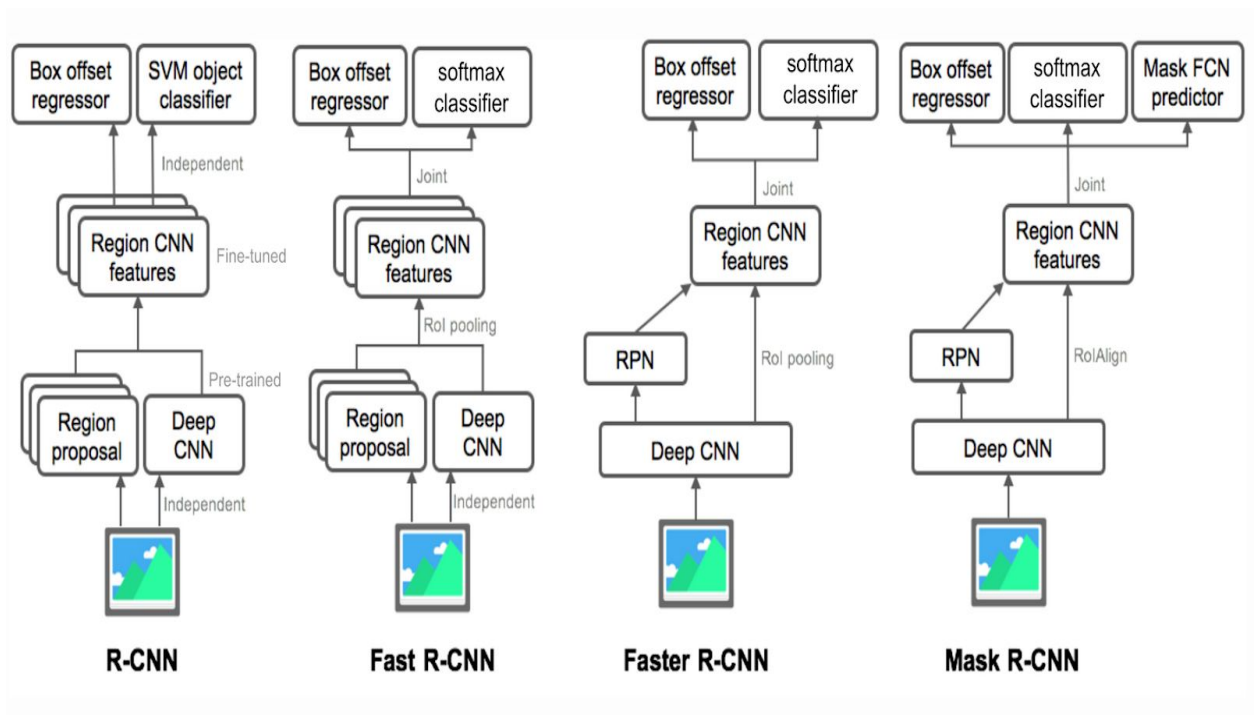 Box offset
regressor
SVM object
classifier
Independent
Region CNN
features
Fine-tuned
Pre-trained
Region
proposal
Deep
CNN
Independent
R-CNN
Box offset
regressor
softmax
classifier
Joint
Region CNN
features
RoI pooling
Region
proposal
Deep
CNN
Independent
Fast R-CNN
Box offset
regressor
softmax
classifier
Joint
Region CNN
features
RPN
RoI pooling
Deep CNN
Faster R-CNN
Box offset
regressor
softmax
classifier
Mask FCN
predictor
Joint
Region CNN
features
RPN
RoIAlign
Deep CNN
Mask R-CNN